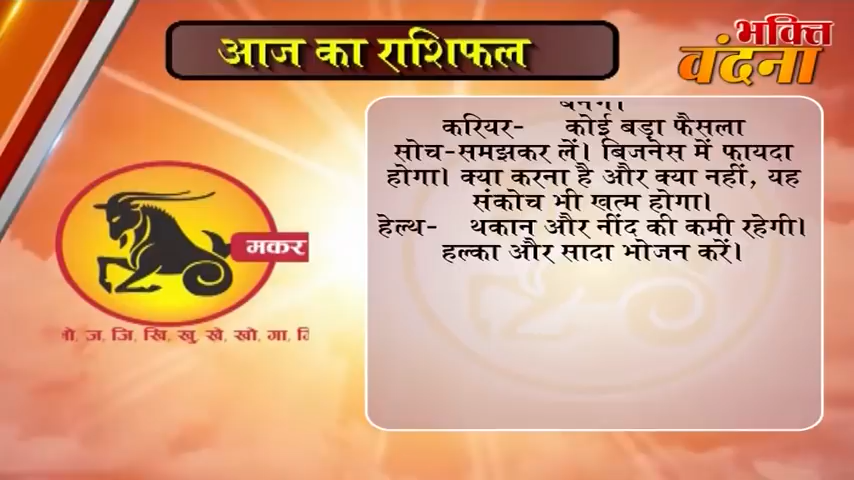 आज का राशिफल
भक्ति
वंदना
करियर- कोई बड़ा फैसला
सोच-समझकर लें। बिजनेस में फायदा
होगा। क्या करना है और क्या नहीं, यह
संकोच भी खत्म होगा।
हेल्थ- थकान और नींद की कमी रहेगी।
हल्का और सादा भोजन करें।
मकर
ज, जि, खि, खु, खे, खो, गा,